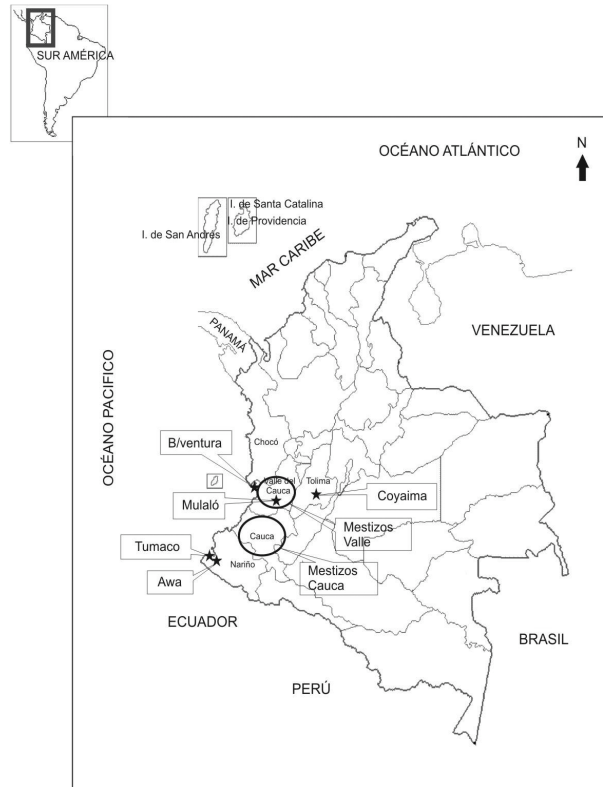 SUR AMÉRICA
OCÉANO ATLÁNTICO
N
I. de Santa Catalina
I. de Providencia
I. de San Andrés
MAR CARIBE
VENEZUELA
PANAMÁ
OCÉANO PACIFICO
Chocó
B/ventura
Valle del
Cauca
Tolima
Coyaima
Mulaló
Mestizos
Valle
Cauca
Tumaco
Nariño
Mestizos
Cauca
Awa
ECUADOR
BRASIL
PERÚ